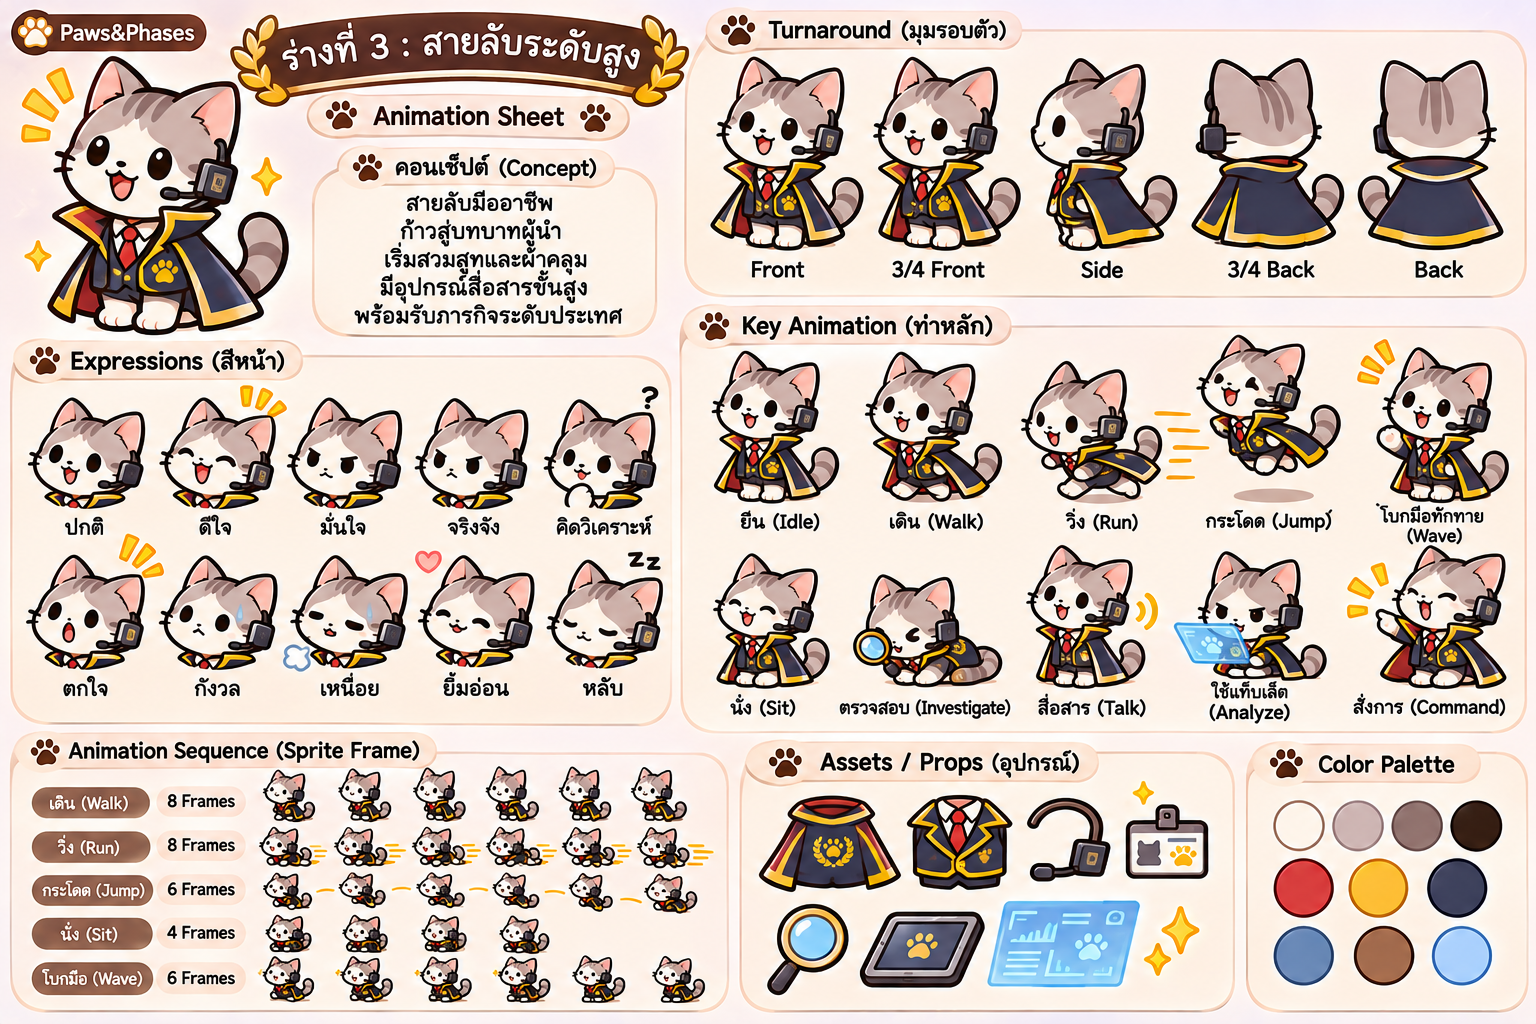 Paws&Phases
ร่างที่ 3 : สายลับระดับสูง
Animation Sheet
คอนเซ็ปต์ (Concept)
สายลับมืออาชีพ
ก้าวสู่บทบาทผู้นำ
เริ่มสวมสูทและผ้าคลุม
มีอุปกรณ์สื่อสารขั้นสูง
พร้อมรับภารกิจระดับประเทศ
Turnaround (มุมรอบตัว)
Front
3/4 Front
Side
3/4 Back
Back
Expressions (สีหน้า)
?
ปกติ
ดีใจ
มั่นใจ
จริงจัง
คิดวิเคราะห์
zz
ตกใจ
กังวล
เหนื่อย
ยิ้มอ่อน
หลับ
Key Animation (ท่าหลัก)
ยืน (Idle)
เดิน (Walk)
วิ่ง (Run)
กระโดด (Jump)
โบกมือทักทาย
(Wave)
นั่ง (Sit)
ตรวจสอบ (Investigate)
สื่อสาร (Talk)
ใช้แท็บเล็ต
(Analyze)
สั่งการ (Command)
Animation Sequence (Sprite Frame)
เดิน (Walk)
8 Frames
วิ่ง (Run)
8 Frames
กระโดด (Jump)
6 Frames
นั่ง (Sit)
4 Frames
โบกมือ (Wave)
6 Frames
Assets / Props (อุปกรณ์)
Color Palette